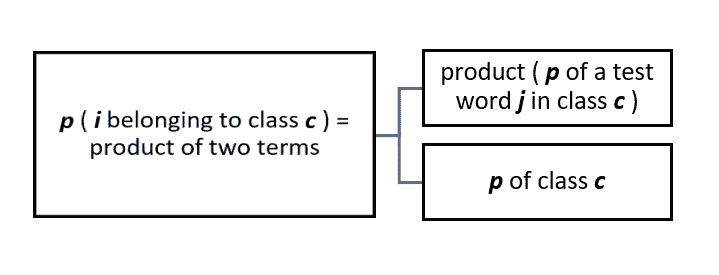 p ( i belonging to class c ) =
product of two terms
product ( p of a test
word j in class c )
p of class c